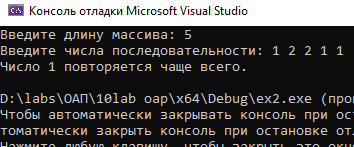 Консоль отладки Microsoft Visual Studio
Введите длину массива: 5
Введите числа последовательности: 1 2 2 1 1
Число 1 повторяется чаще всего.
D:\labs\ОАП\10lab oap\x64\Debug\ex2.exe (про
Чтобы автоматически закрывать консоль при ост
томатически закрыть консоль при остановке от
Нажмите любую клавишу, чтобы закрыть это